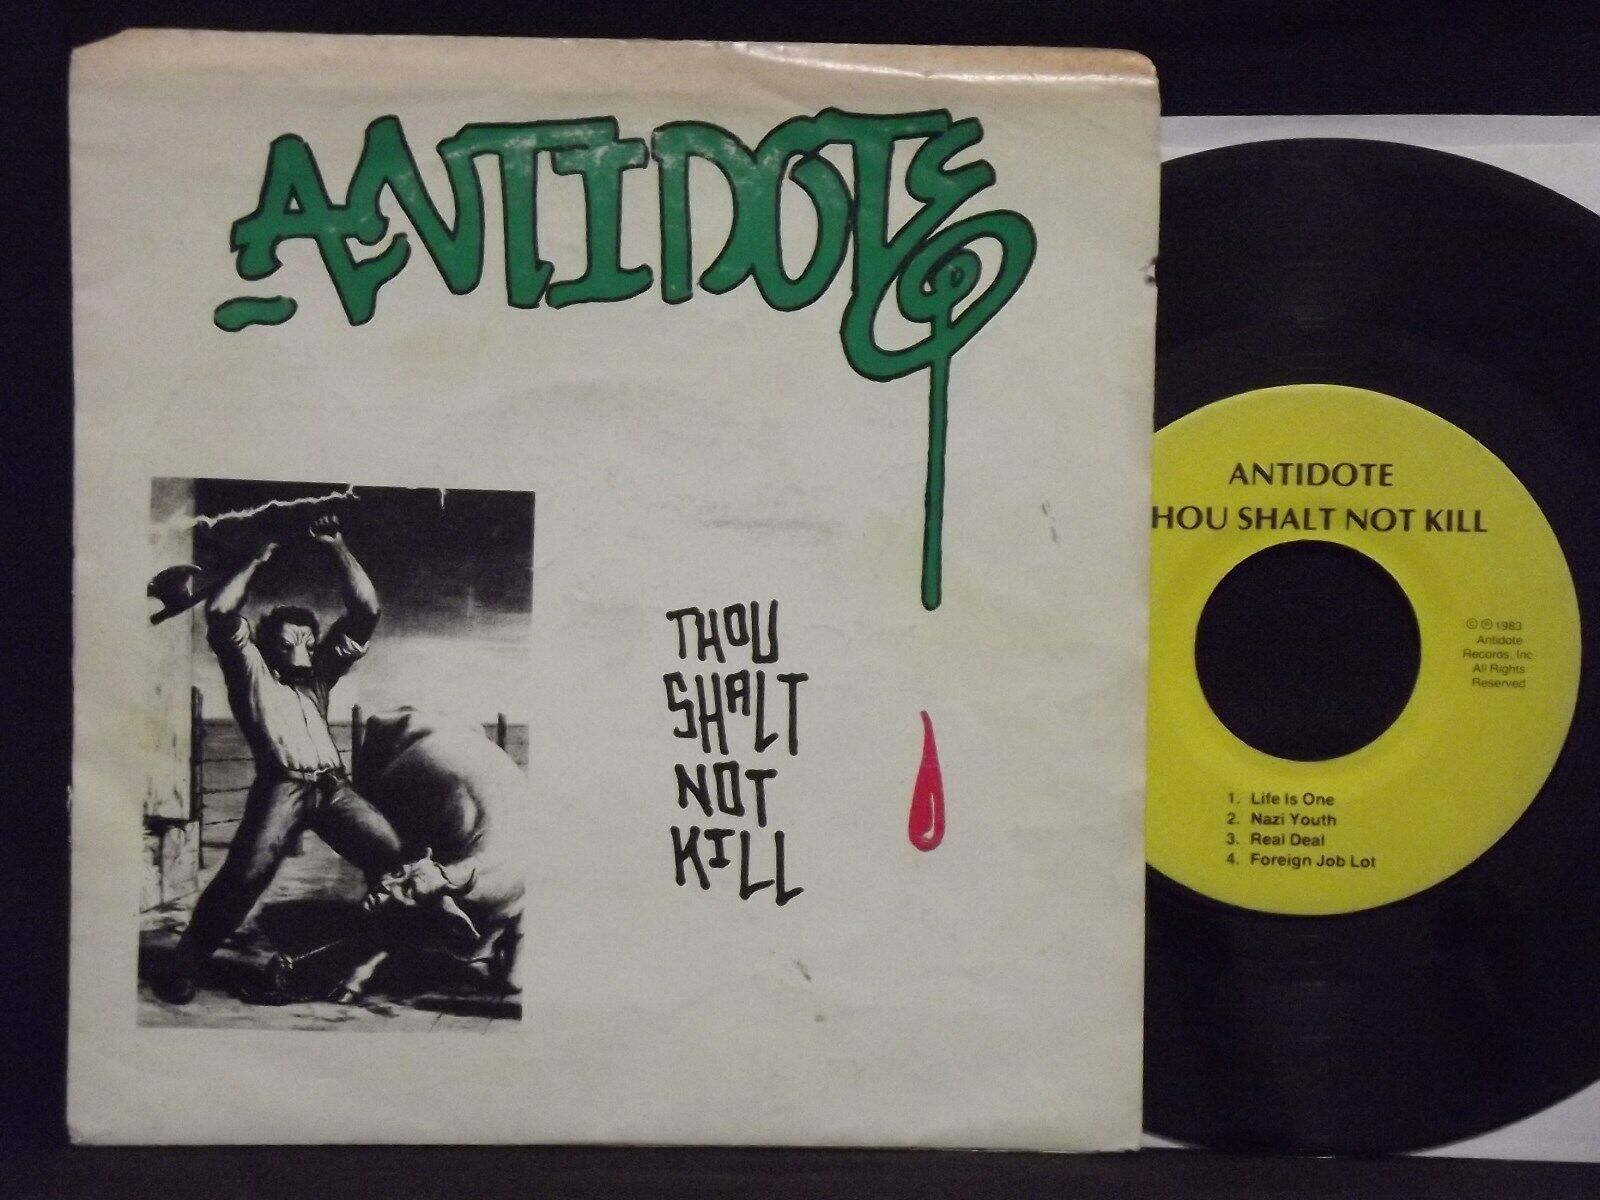 ANTIDOTE
THOU
SHALT
NOT
KILL
ANTIDOTE
HOU SHALT NOT KILL
© ℗ 1983
Antidote
Records, Inc.
All Rights
Reserved
1. Life Is One
2. Nazi Youth
3. Real Deal
4. Foreign Job Lot